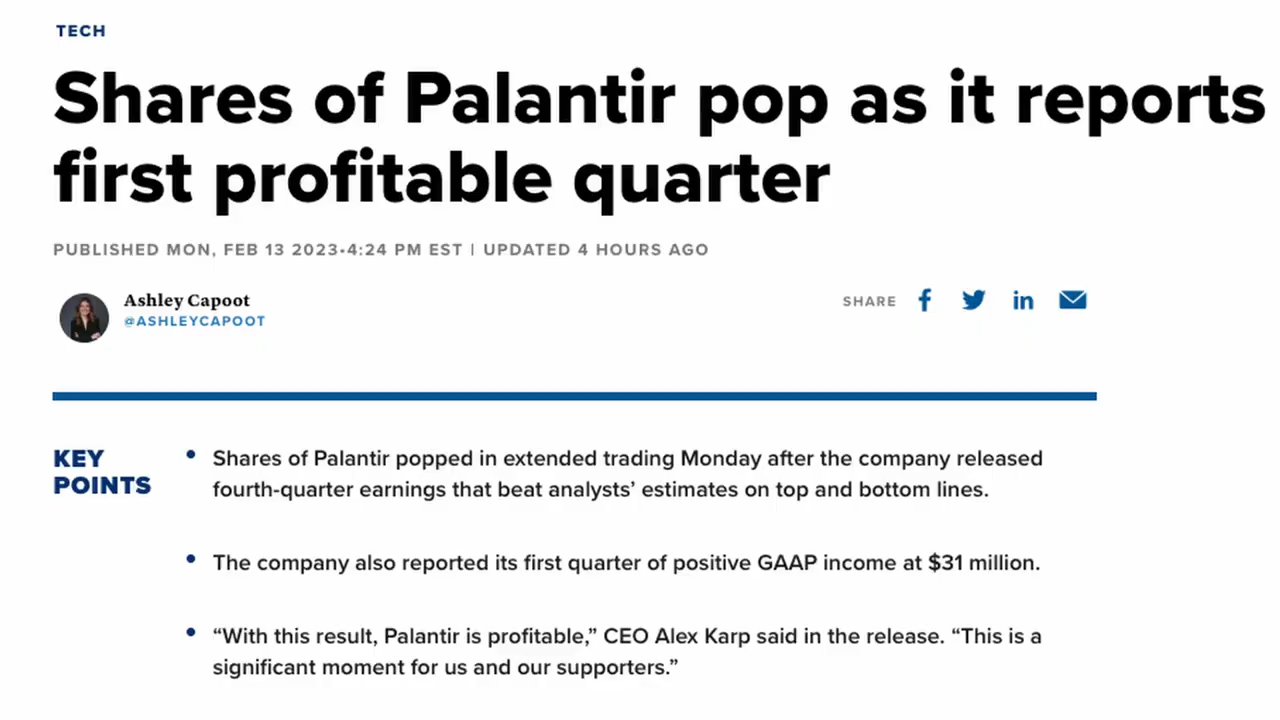 TECH
Shares of Palantir pop as it reports
first profitable quarter
PUBLISHED MON, FEB 13 2023•4:24 PM EST | UPDATED 4 HOURS AGO
Ashley Capoot
@ASHLEYCAPOOT
SHARE
KEY
POINTS
• Shares of Palantir popped in extended trading Monday after the company released
fourth-quarter earnings that beat analysts’ estimates on top and bottom lines.
• The company also reported its first quarter of positive GAAP income at $31 million.
• “With this result, Palantir is profitable,” CEO Alex Karp said in the release. “This is a
significant moment for us and our supporters.”